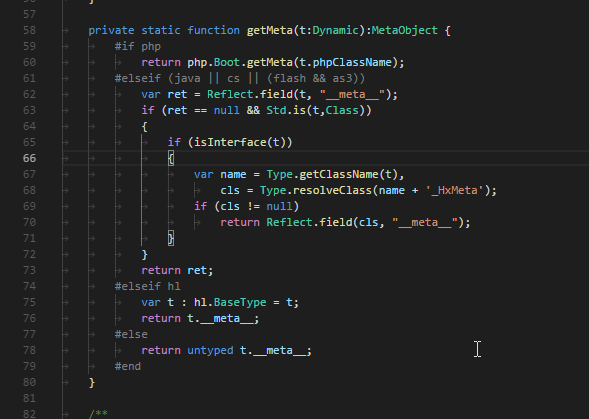 57 }
58 private static function getMeta(t:Dynamic):MetaObject {
59 #if php
60 return php.Boot.getMeta(t.phpClassName);
61 #elseif (java || cs || (flash && as3))
62 var ret = Reflect.field(t, "__meta__");
63 if (ret == null && Std.is(t,Class))
64 {
65 if (isInterface(t))
66 {
67 var name = Type.getClassName(t),
68 cls = Type.resolveClass(name + '_HxMeta');
69 if (cls != null)
70 return Reflect.field(cls, "__meta__");
71 }
72 }
73 return ret;
74 #elseif hl
75 var t : hl.BaseType = t;
76 return t.__meta__;
77 #else
78 return untyped t.__meta__;
79 #end
80 }
81
82 /**